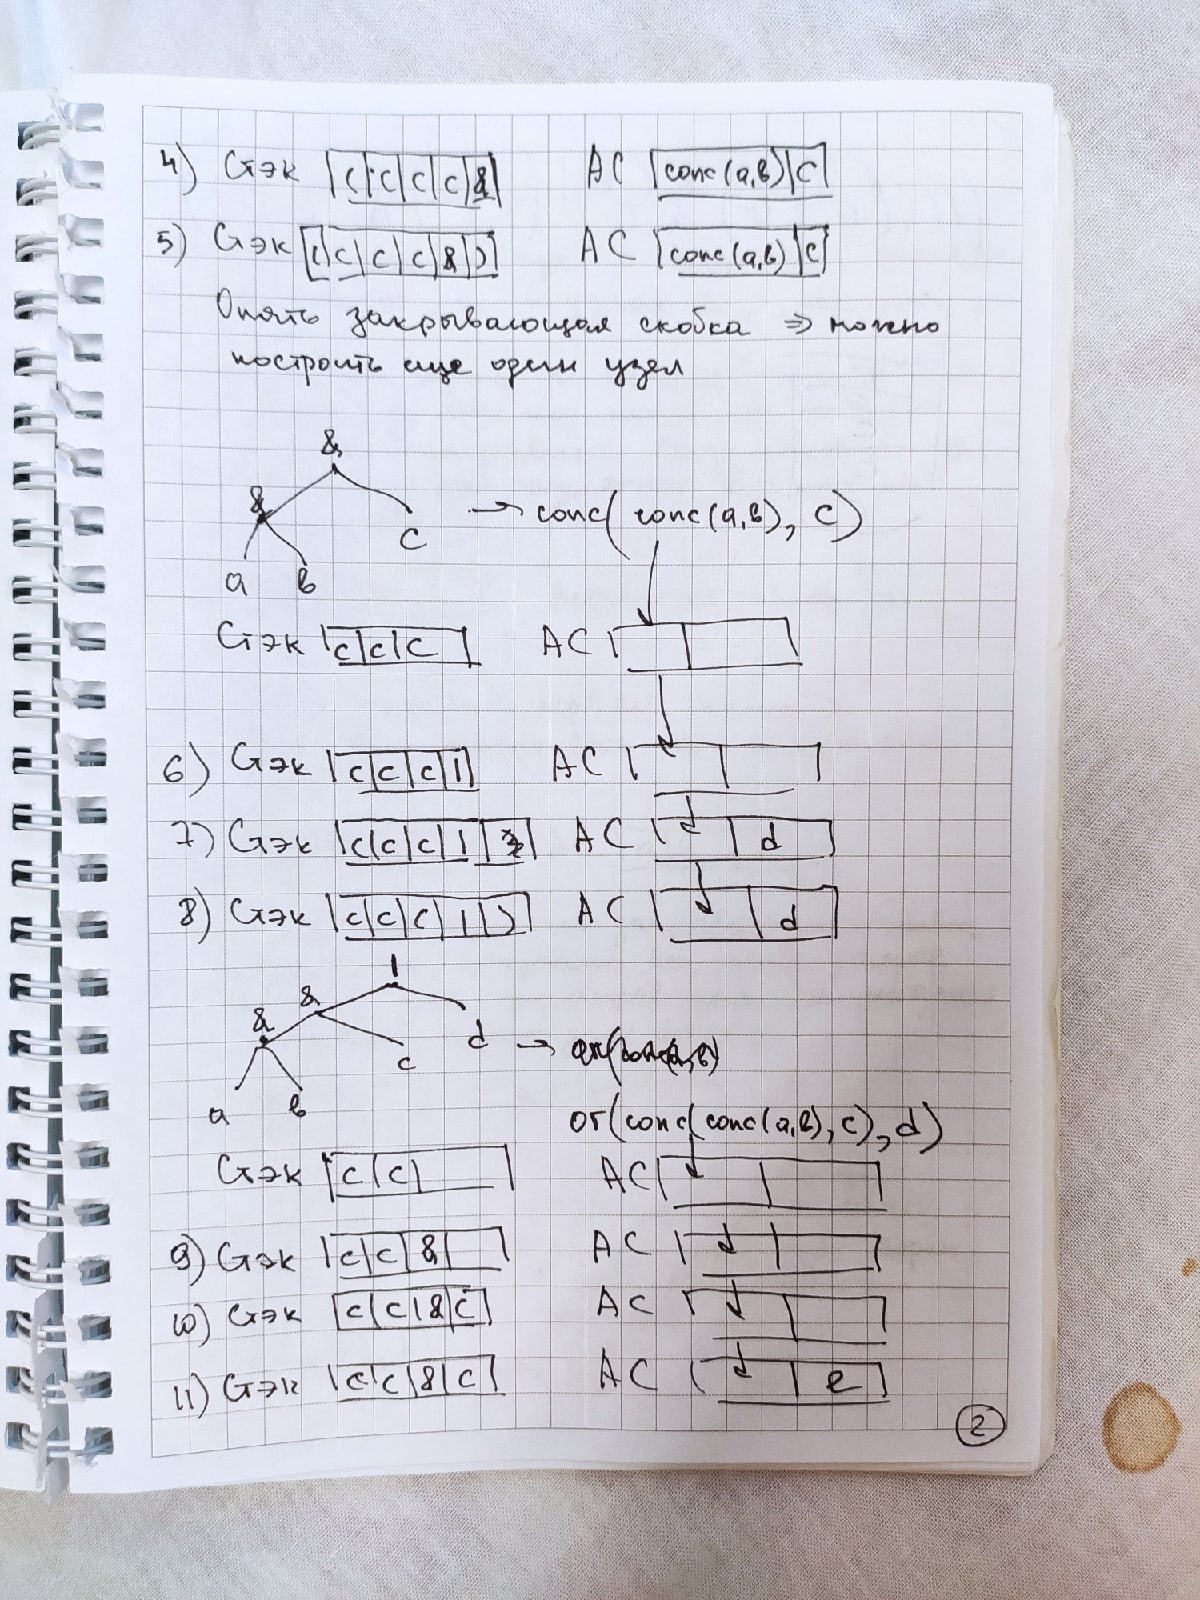 4) Стэк ( ( ( ( & АС conc(a,b) c
5) Стэк ( ( ( ( & ) АС conc(a,b) c
Опять закрывающая скобка ⇒ можно
построить еще один узел
&
& c → conc(conc(a,b), c)
a b
Стэк ( ( ( АС
6) Стэк ( ( ( | АС
7) Стэк ( ( ( | АС d
8) Стэк ( ( ( | ) АС d
|
&
& d →
c
a b or(conc(conc(a,b),c),d)
Стэк ( ( АС
9) Стэк ( ( & АС
10) Стэк ( ( & ( АС
11) Стэк ( ( & ( АС e
2